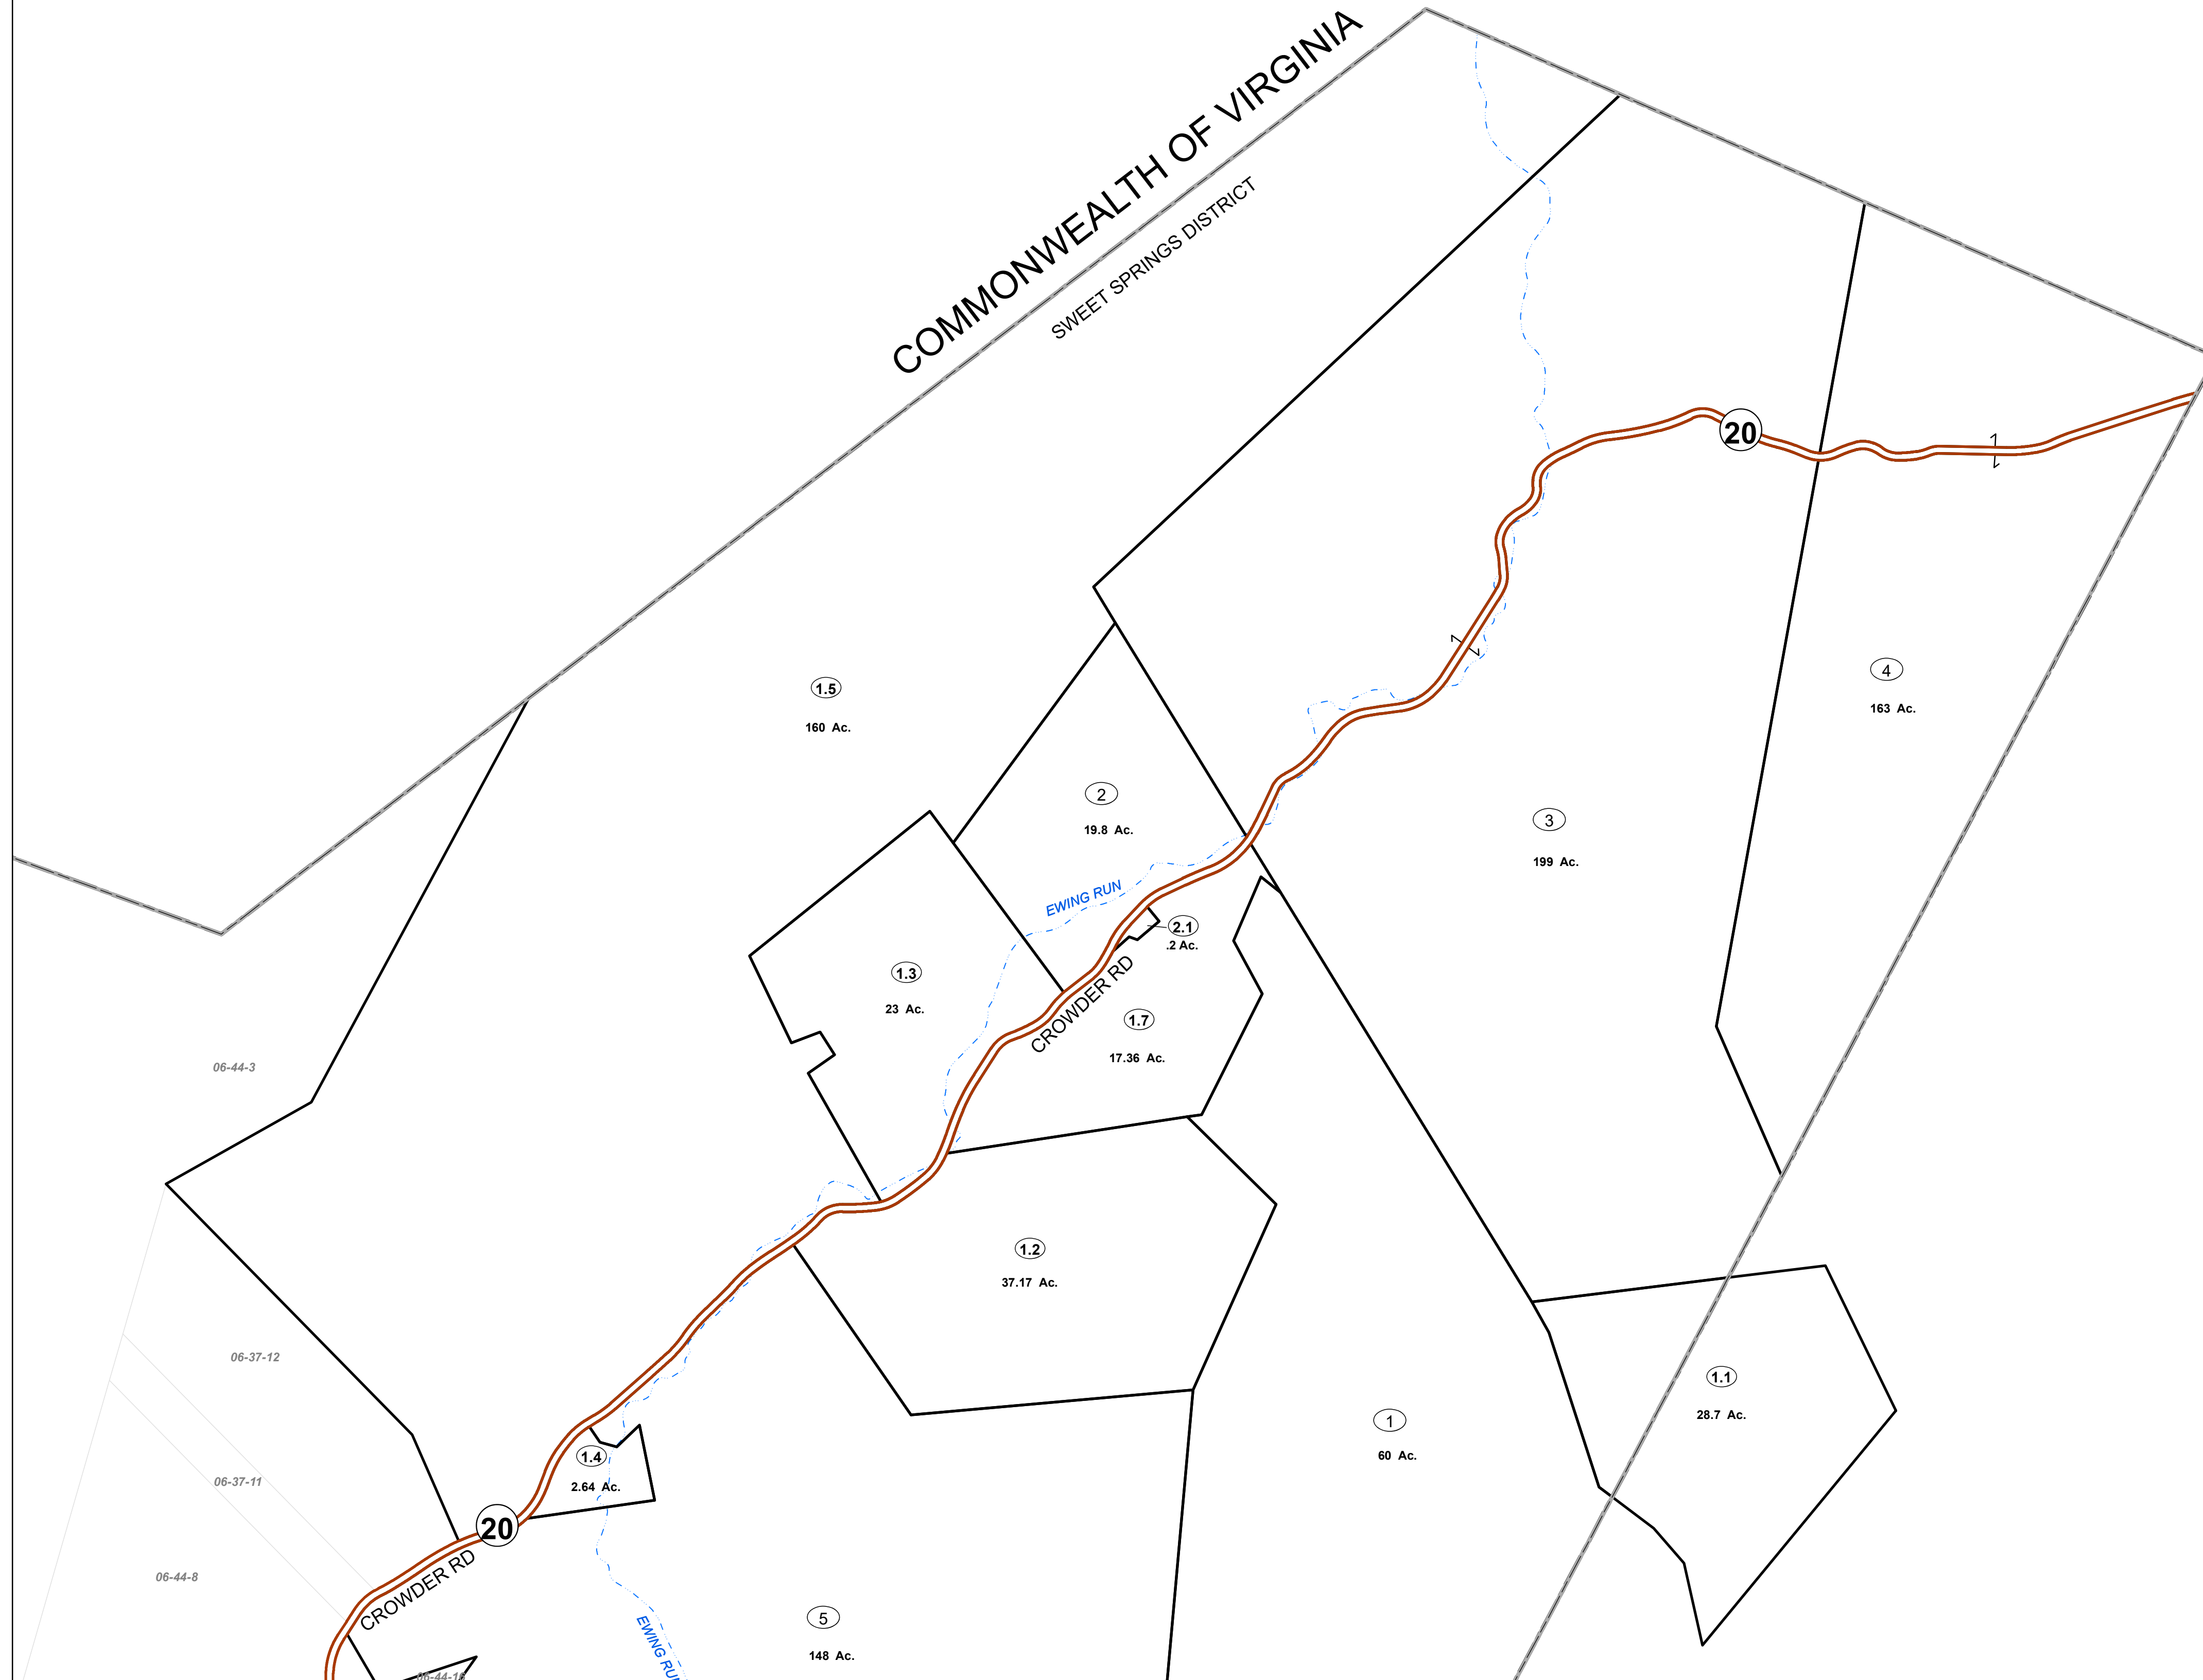 COMMONWEALTH OF VIRGINIA
SWEET SPRINGS DISTRICT
20
1.5
160 Ac.
4
163 Ac.
2
19.8 Ac.
3
199 Ac.
EWING RUN
2.1
.2 Ac.
CROWDER RD
1.3
23 Ac.
1.7
17.36 Ac.
06-44-3
1.2
37.17 Ac.
06-37-12
1.1
28.7 Ac.
1
60 Ac.
1.4
2.64 Ac.
06-37-11
20
CROWDER RD
06-44-8
5
148 Ac.
EWING RUN